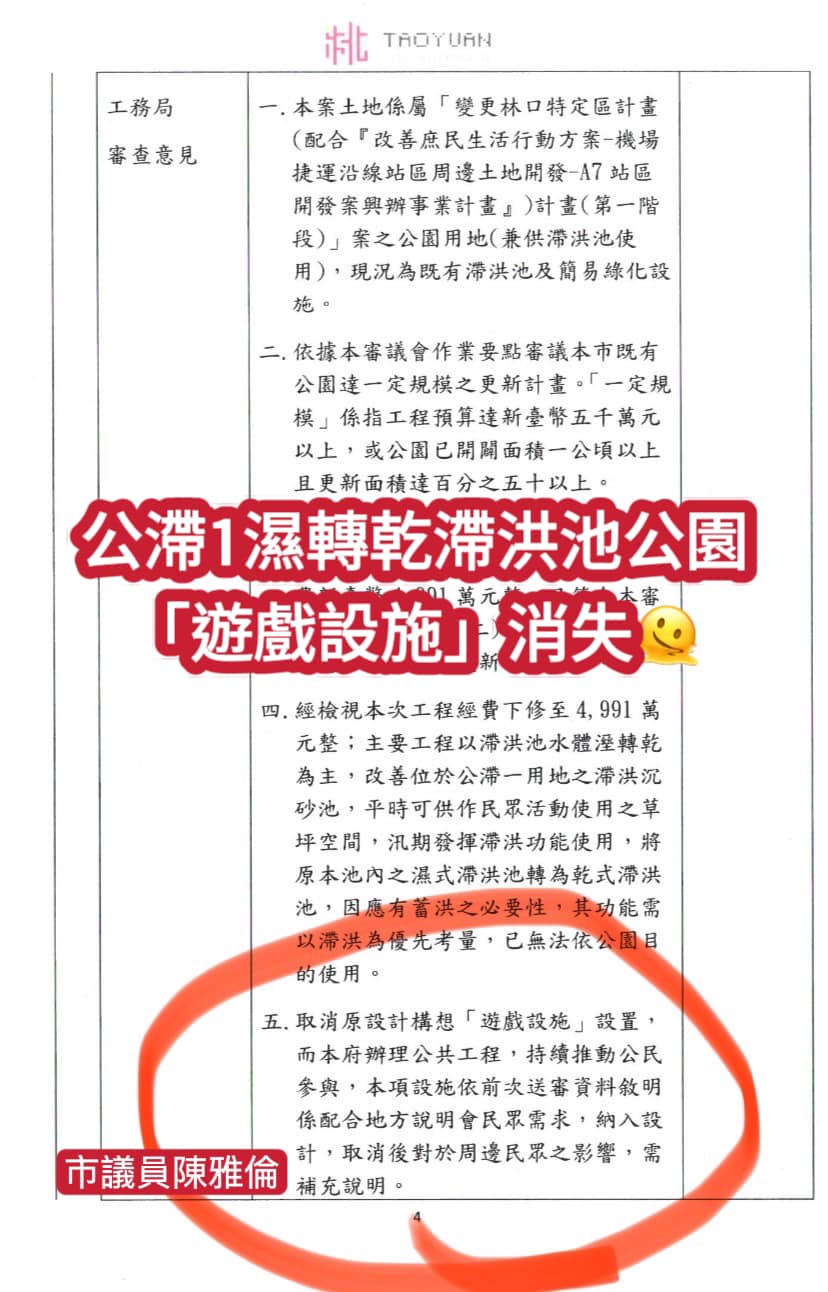 桃 TAOYUAN
工務局
審查意見
一.本案土地係屬「變更林口特定區計畫
(配合『改善庶民生活行動方案-機場
捷運沿線站區周邊土地開發-A7站區
開發案興辦事業計畫』)計畫(第一階
段)」案之公園用地(兼供滯洪池使
用)，現況為既有滯洪池及簡易綠化設
施。
二.依據本審議會作業要點審議本市既有
公園達一定規模之更新計畫。「一定規
模」係指工程預算達新臺幣五千萬元
以上，或公園已開闢面積一公頃以上
且更新面積達百分之五十以上。
公滯1濕轉乾滯洪池公園
萬元
本審
「遊戲設施」消失🫠
新
四.經檢視本次工程經費下修至4,991萬
元整；主要工程以滯洪池水體溼轉乾
為主，改善位於公滯一用地之滯洪沉
砂池，平時可供作民眾活動使用之草
坪空間，汛期發揮滯洪功能使用，將
原本池內之濕式滯洪池轉為乾式滯洪
池，因應有蓄洪之必要性，其功能需
以滯洪為優先考量，已無法依公園目
的使用。
五.取消原設計構想「遊戲設施」設置，
而本府辦理公共工程，持續推動公民
參與，本項設施依前次送審資料敘明
係配合地方說明會民眾需求，納入設
計，取消後對於周邊民眾之影響，需
補充說明。
市議員陳雅倫
4